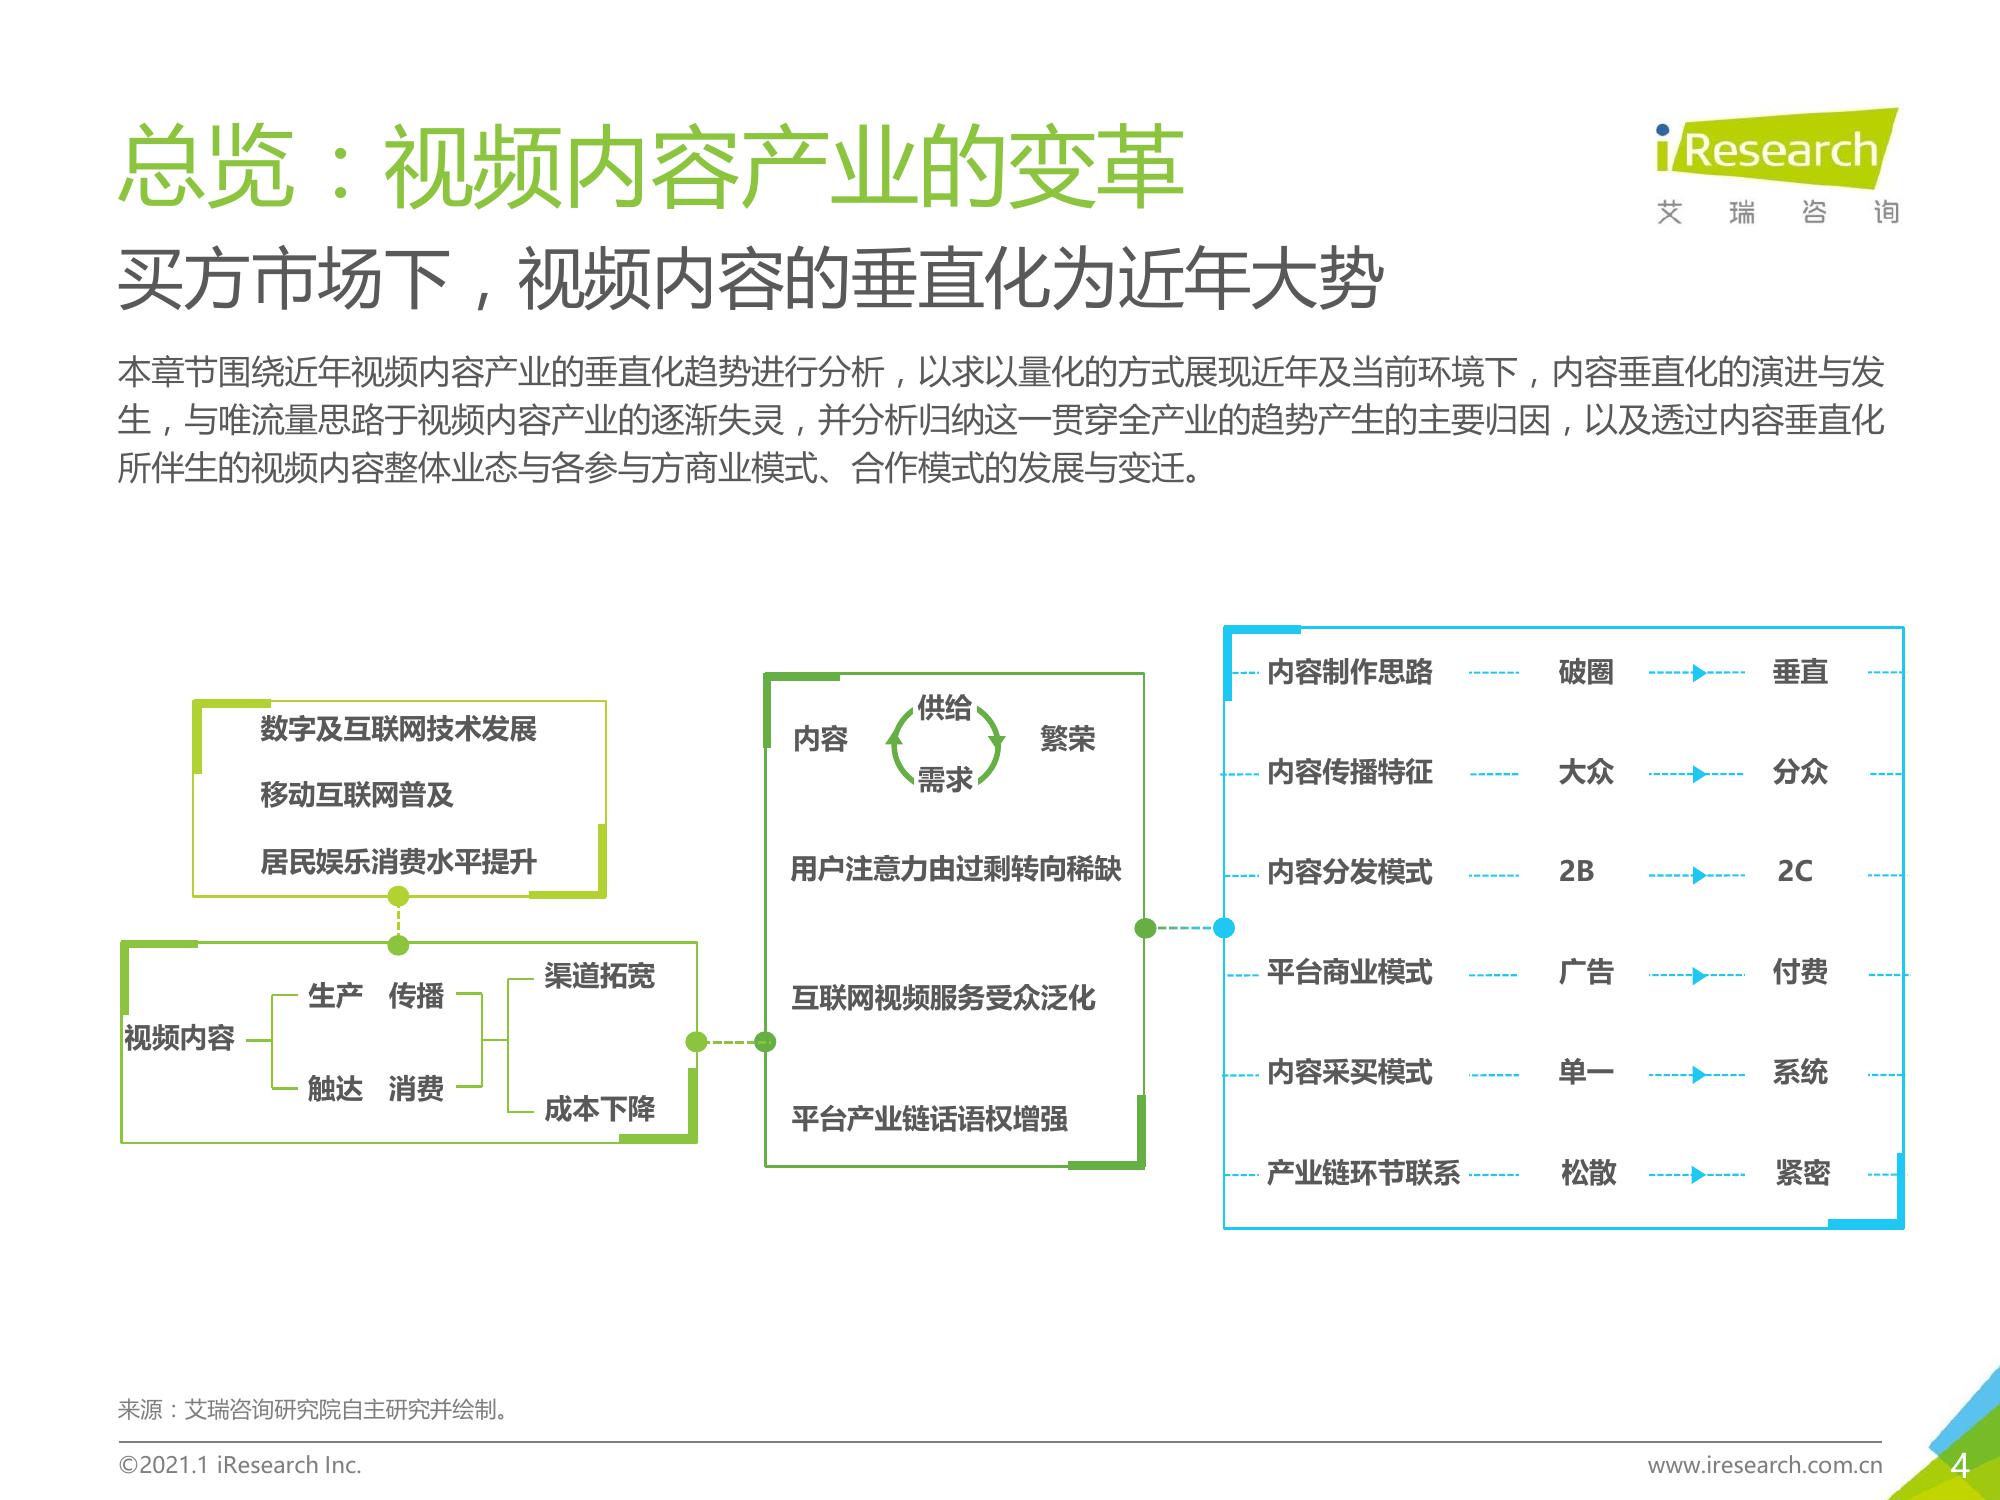 总览：视频内容产业的变革
iResearch
艾瑞咨询
买方市场下，视频内容的垂直化为近年大势
本章节围绕近年视频内容产业的垂直化趋势进行分析，以求以量化的方式展现近年及当前环境下，内容垂直化的演进与发
生，与唯流量思路于视频内容产业的逐渐失灵，并分析归纳这一贯穿全产业的趋势产生的主要归因，以及透过内容垂直化
所伴生的视频内容整体业态与各参与方商业模式、合作模式的发展与变迁。
数字及互联网技术发展
移动互联网普及
居民娱乐消费水平提升
视频内容
生产 传播
触达 消费
渠道拓宽
成本下降
供给
内容
繁荣
需求
用户注意力由过剩转向稀缺
互联网视频服务受众泛化
平台产业链话语权增强
内容制作思路 破圈 垂直
内容传播特征 大众 分众
内容分发模式 2B 2C
平台商业模式 广告 付费
内容采买模式 单一 系统
产业链环节联系 松散 紧密
来源：艾瑞咨询研究院自主研究并绘制。
©2021.1 iResearch Inc.
www.iresearch.com.cn
4